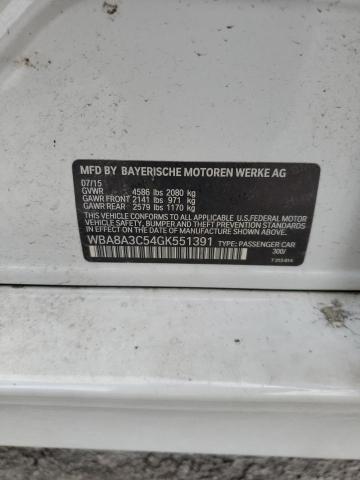 MFD BY BAYERISCHE MOTOREN WERKE AG
07/15
GVWR 4586 lbs 2080 kg
GAWR FRONT 2141 lbs 971 kg
GAWR REAR 2579 lbs 1170 kg
THIS VEHICLE CONFORMS TO ALL APPLICABLE U.S.FEDERAL MOTOR
VEHICLE SAFETY, BUMPER, AND THEFT PREVENTION STANDARDS IN
EFFECT ON THE DATE OF MANUFACTURE SHOWN ABOVE.
WBA8A3C54GK551391 TYPE: PASSENGER CAR
300/